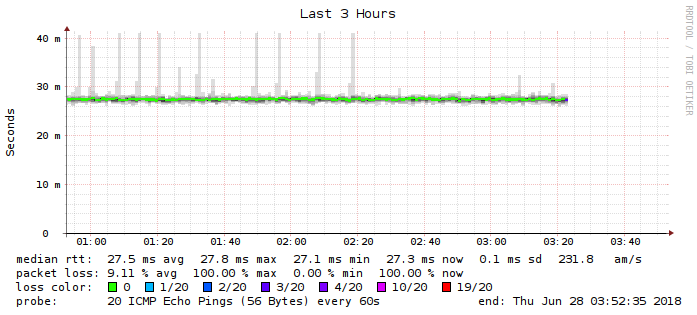 Last 3 Hours
RRDTOOL / TOBI OETIKER
Seconds
40 m
30 m
20 m
10 m
0
01:00 01:20 01:40 02:00 02:20 02:40 03:00 03:20 03:40
median rtt: 27.5 ms avg 27.8 ms max 27.1 ms min 27.3 ms now 0.1 ms sd 231.8 am/s
packet loss: 9.11 % avg 100.00 % max 0.00 % min 100.00 % now
loss color: 0 1/20 2/20 3/20 4/20 10/20 19/20
probe: 20 ICMP Echo Pings (56 Bytes) every 60s end: Thu Jun 28 03:52:35 2018